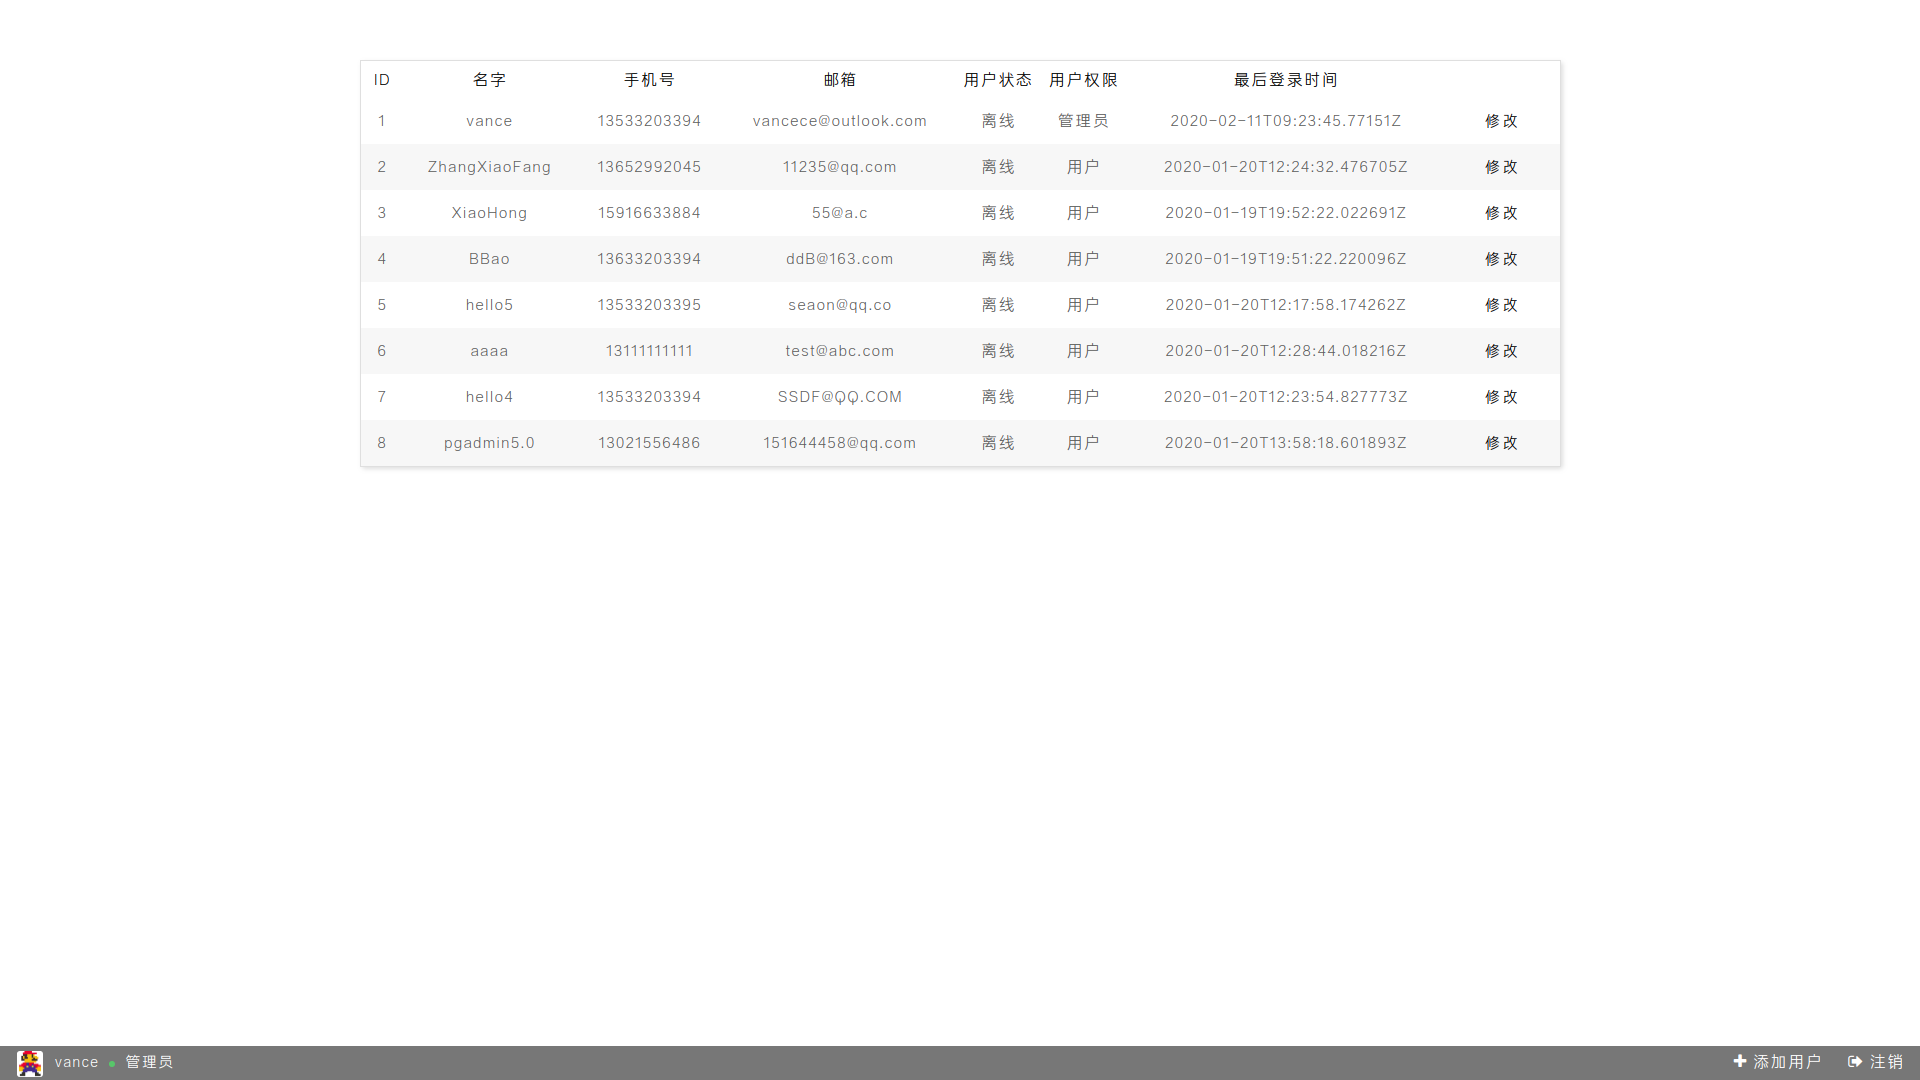 ID 名字 手机号 邮箱 用户状态 用户权限 最后登录时间
1 vance 13533203394 vancece@outlook.com 离线 管理员 2020-02-11T09:23:45.77151Z 修改
2 ZhangXiaoFang 13652992045 11235@qq.com 离线 用户 2020-01-20T12:24:32.476705Z 修改
3 XiaoHong 15916633884 55@a.c 离线 用户 2020-01-19T19:52:22.022691Z 修改
4 BBao 13633203394 ddB@163.com 离线 用户 2020-01-19T19:51:22.220096Z 修改
5 hello5 13533203395 seaon@qq.co 离线 用户 2020-01-20T12:17:58.174262Z 修改
6 aaaa 13111111111 test@abc.com 离线 用户 2020-01-20T12:28:44.018216Z 修改
7 hello4 13533203394 SSDF@QQ.COM 离线 用户 2020-01-20T12:23:54.827773Z 修改
8 pgadmin5.0 13021556486 151644458@qq.com 离线 用户 2020-01-20T13:58:18.601893Z 修改
vance 管理员 添加用户 注销